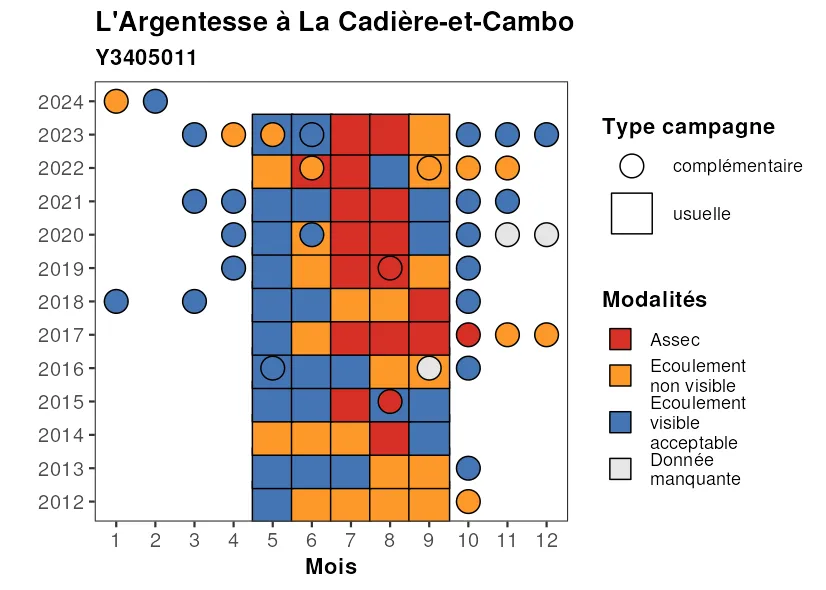 L'Argentesse à La Cadière-et-Cambo
Y3405011
2024
2023
2022
2021
2020
2019
2018
2017
2016
2015
2014
2013
2012
1 2 3 4 5 6 7 8 9 10 11 12
Mois
Type campagne
complémentaire
usuelle
Modalités
Assec
Ecoulement
non visible
Ecoulement
visible
acceptable
Donnée
manquante